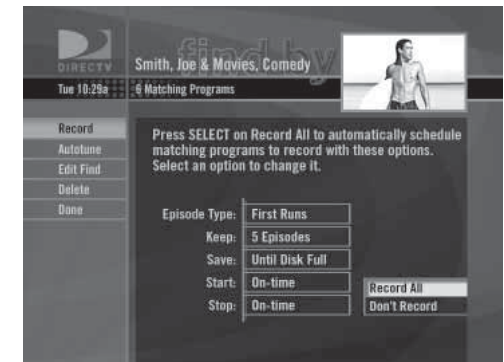 find by
DIRECTV
Smith, Joe & Movies, Comedy
Tue 10:29a
6 Matching Programs
Record
Autotune
Edit Find
Delete
Done
Press SELECT on Record All to automatically schedule
matching programs to record with these options.
Select an option to change it.
Episode Type: First Runs
Keep: 5 Episodes
Save: Until Disk Full
Start: On-time
Stop: On-time
Record All
Don't Record